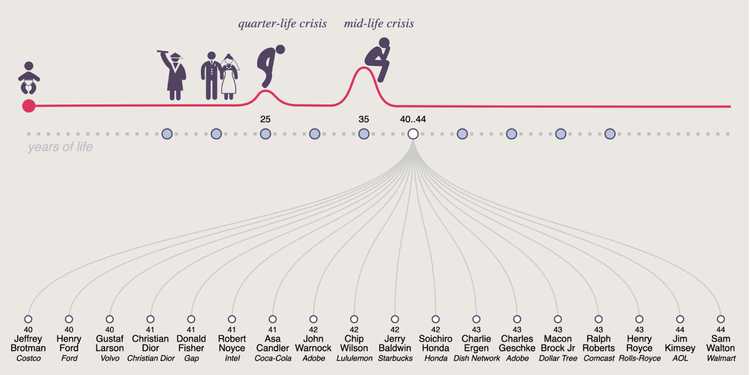 quarter-life crisis mid-life crisis
25 35 40..44
years of life
40 40 40 41 41 41 41 42 42 42 42 43 43 43 43 43 44 44
Jeffrey Henry Gustaf Christian Donald Robert Asa John Chip Jerry Soichiro Charlie Charles Macon Ralph Henry Jim Sam
Brotman Ford Larson Dior Fisher Noyce Candler Warnock Wilson Baldwin Honda Ergen Geschke Brock Jr Roberts Royce Kimsey Walton
Costco Ford Volvo Christian Dior Gap Intel Coca-Cola Adobe Lululemon Starbucks Honda Dish Network Adobe Dollar Tree Comcast Rolls-Royce AOL Walmart